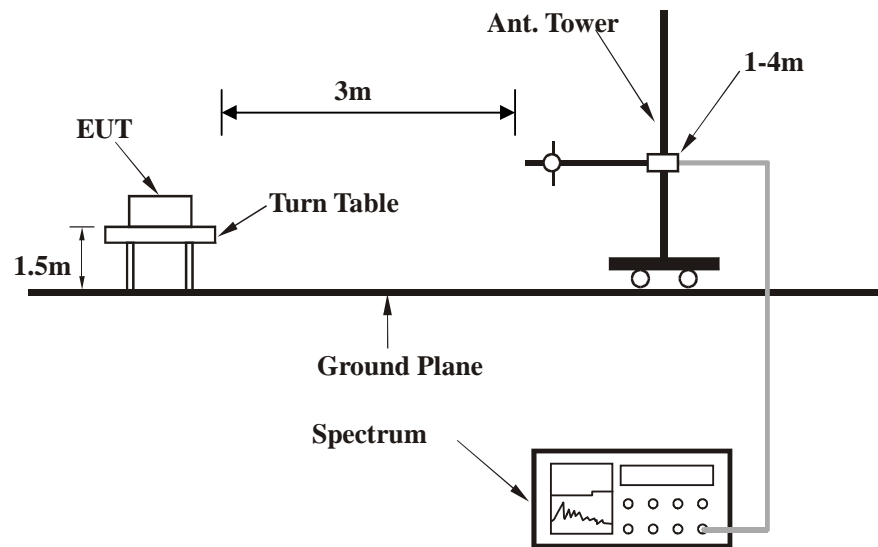 Ant. Tower
1-4m
3m
EUT
Turn Table
1.5m
Ground Plane
Spectrum